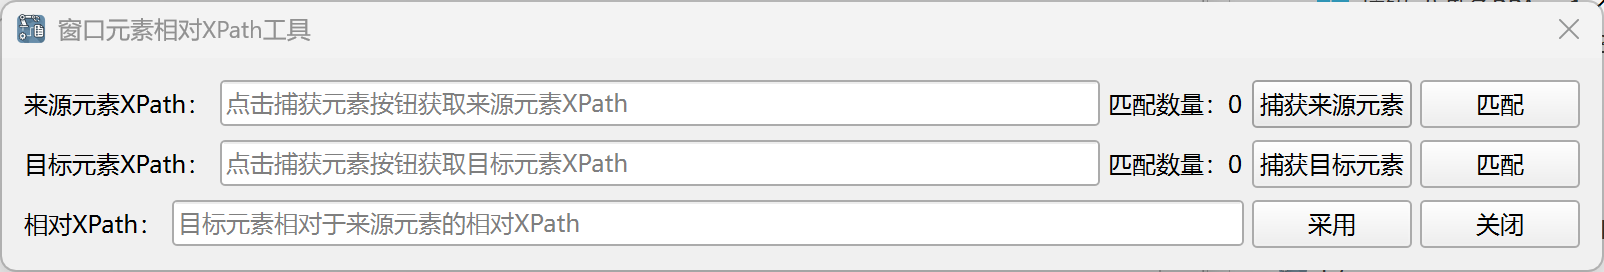 窗口元素相对XPath工具
来源元素XPath： 点击捕获元素按钮获取来源元素XPath 匹配数量：0 捕获来源元素 匹配
目标元素XPath： 点击捕获元素按钮获取目标元素XPath 匹配数量：0 捕获目标元素 匹配
相对XPath： 目标元素相对于来源元素的相对XPath 采用 关闭